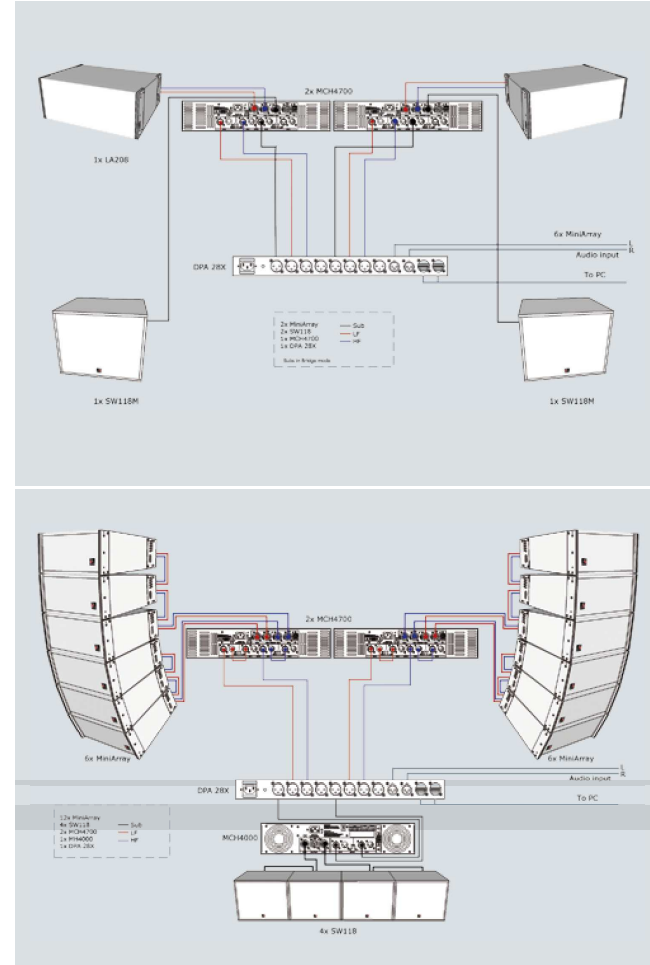 2x MCH4700
1x LA208
6x MiniArray
L
R
Audio input
DPA 28X
To PC
2x MiniArray
2x SW118
1x MCH4700
1x DPA 28X
Sub
LF
HF
Subs in Bridge mode
1x SW118M
1x SW118M
2x MCH4700
6x MiniArray
6x MiniArray
L
R
Audio input
DPA 28X
To PC
12x MiniArray
4x SW118
2x MCH4700
1x MH4000
1x DPA 28X
Sub
LF
HF
MCH4000
4x SW118